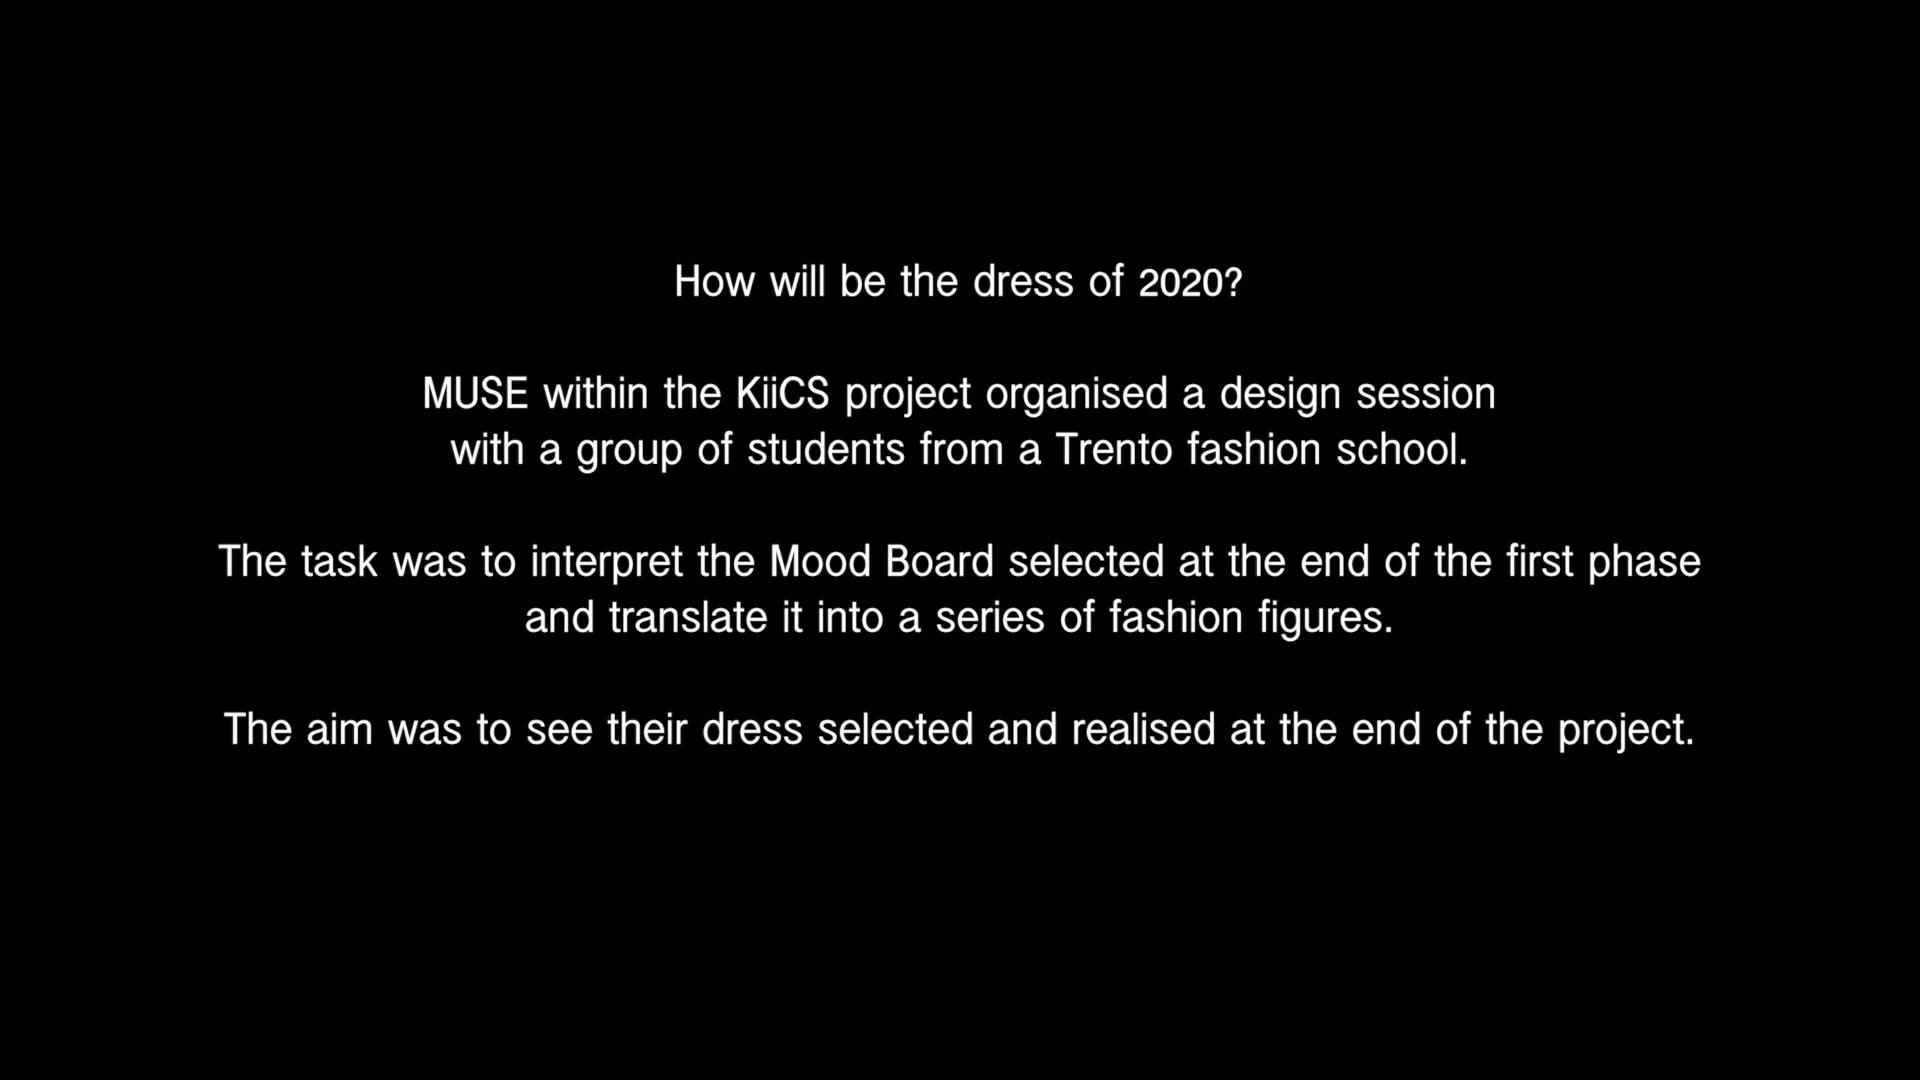 How will be the dress of 2020?
MUSE within the KiiCS project organised a design session
with a group of students from a Trento fashion school.
The task was to interpret the Mood Board selected at the end of the first phase
and translate it into a series of fashion figures.
The aim was to see their dress selected and realised at the end of the project.